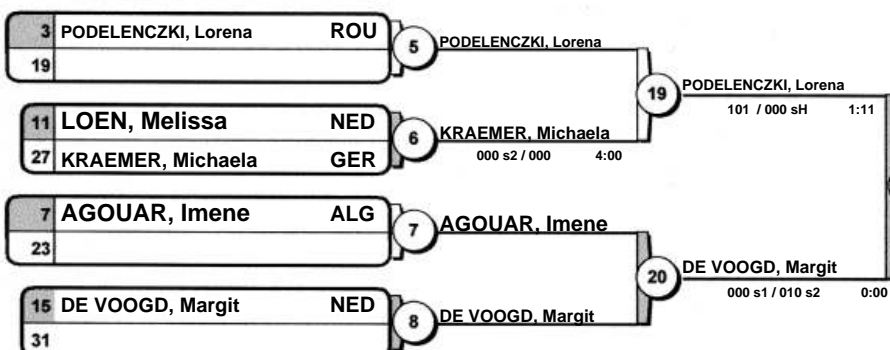 3 PODELENCZKI, Lorena ROU
19
5 PODELENCZKI, Lorena
11 LOEN, Melissa NED
27 KRAEMER, Michaela GER
6 KRAEMER, Michaela
000 s2 / 000 4:00
19 PODELENCZKI, Lorena
101 / 000 sH 1:11
7 AGOUAR, Imene ALG
23
7 AGOUAR, Imene
15 DE VOOGD, Margit NED
31
8 DE VOOGD, Margit
20 DE VOOGD, Margit
000 s1 / 010 s2 0:00